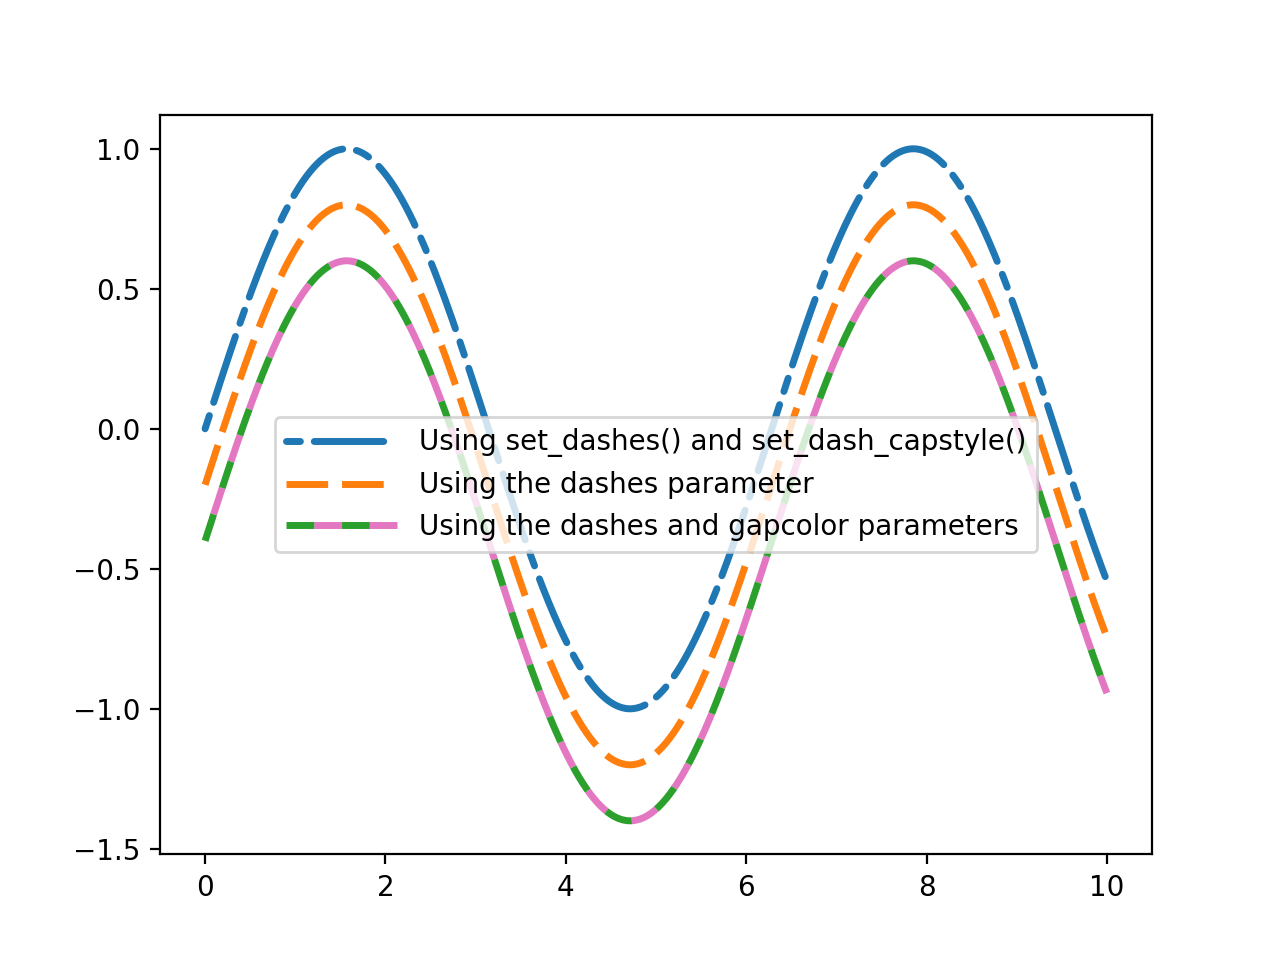 1.0
0.5
0.0
−0.5
−1.0
−1.5
Using set_dashes() and set_dash_capstyle()
Using the dashes parameter
Using the dashes and gapcolor parameters
0 2 4 6 8 10